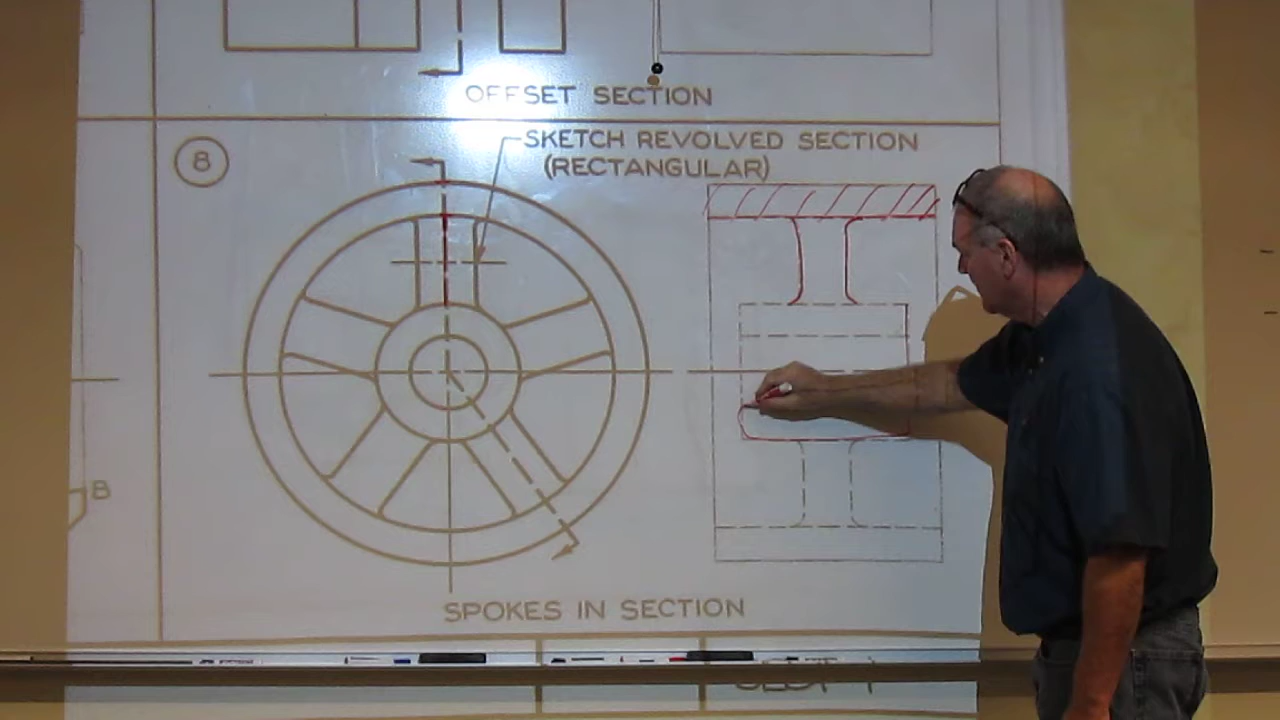 OFFSET SECTION
8
SKETCH REVOLVED SECTION
(RECTANGULAR)
B
SPOKES IN SECTION